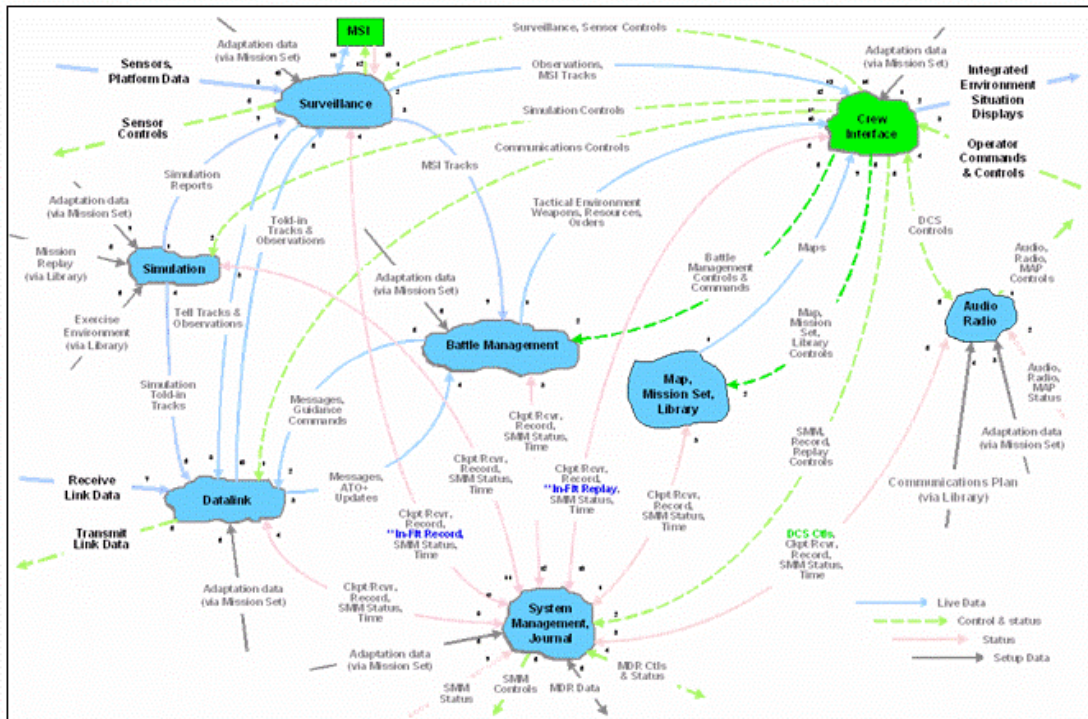 MSI
Surveillance, Sensor Controls
Adaptation data
(via Mission Set)
Adaptation data
(via Mission Set)
Sensors,
Platform Data
Observations,
MSI Tracks
Integrated
Environment
Situation
Displays
Surveillance
Simulation Controls
Crew
Interface
Sensor
Controls
Communications Controls
Operator
Commands
& Controls
MSI Tracks
Simulation
Reports
Adaptation data
(via Mission Set)
Told-in
Tracks &
Observations
Tactical Environment
Weapons, Resources,
Orders
DCS
Controls
Maps
Audio,
Radio,
MAP
Controls
Mission
Replay
(via Library)
Simulation
Adaptation data
(via Mission Set)
Battle
Management
Controls &
Commands
Exercise
Environment
(via Library)
Tell Tracks &
Observations
Audio
Radio
Map,
Mission Set,
Library
Controls
Battle Management
Map,
Mission Set,
Library
Simulation
Told-in
Tracks
Messages,
Guidance
Commands
Audio,
Radio,
MAP
Status
Ckpt Rcvr,
Record,
SMM Status,
Time
SMM,
Record,
Replay
Controls
Adaptation data
(via Mission Set)
Receive
Link Data
Messages,
ATO+
Updates
Ckpt Rcvr,
Record,
**In-Flt Replay,
SMM Status,
Time
Communications Plan
(via Library)
Datalink
Ckpt Rcvr,
Record,
SMM Status,
Time
Transmit
Link Data
Ckpt Rcvr,
Record,
**In-Flt Record,
SMM Status,
Time
DCS Ctls,
Ckpt Rcvr,
Record,
SMM Status,
Time
Adaptation data
(via Mission Set)
Ckpt Rcvr,
Record,
SMM Status,
Time
System
Management,
Journal
Live Data
Control & status
Status
Setup Data
Adaptation data
(via Mission Set)
MDR Ctls
& Status
SMM
Status
SMM
Controls
MDR Data